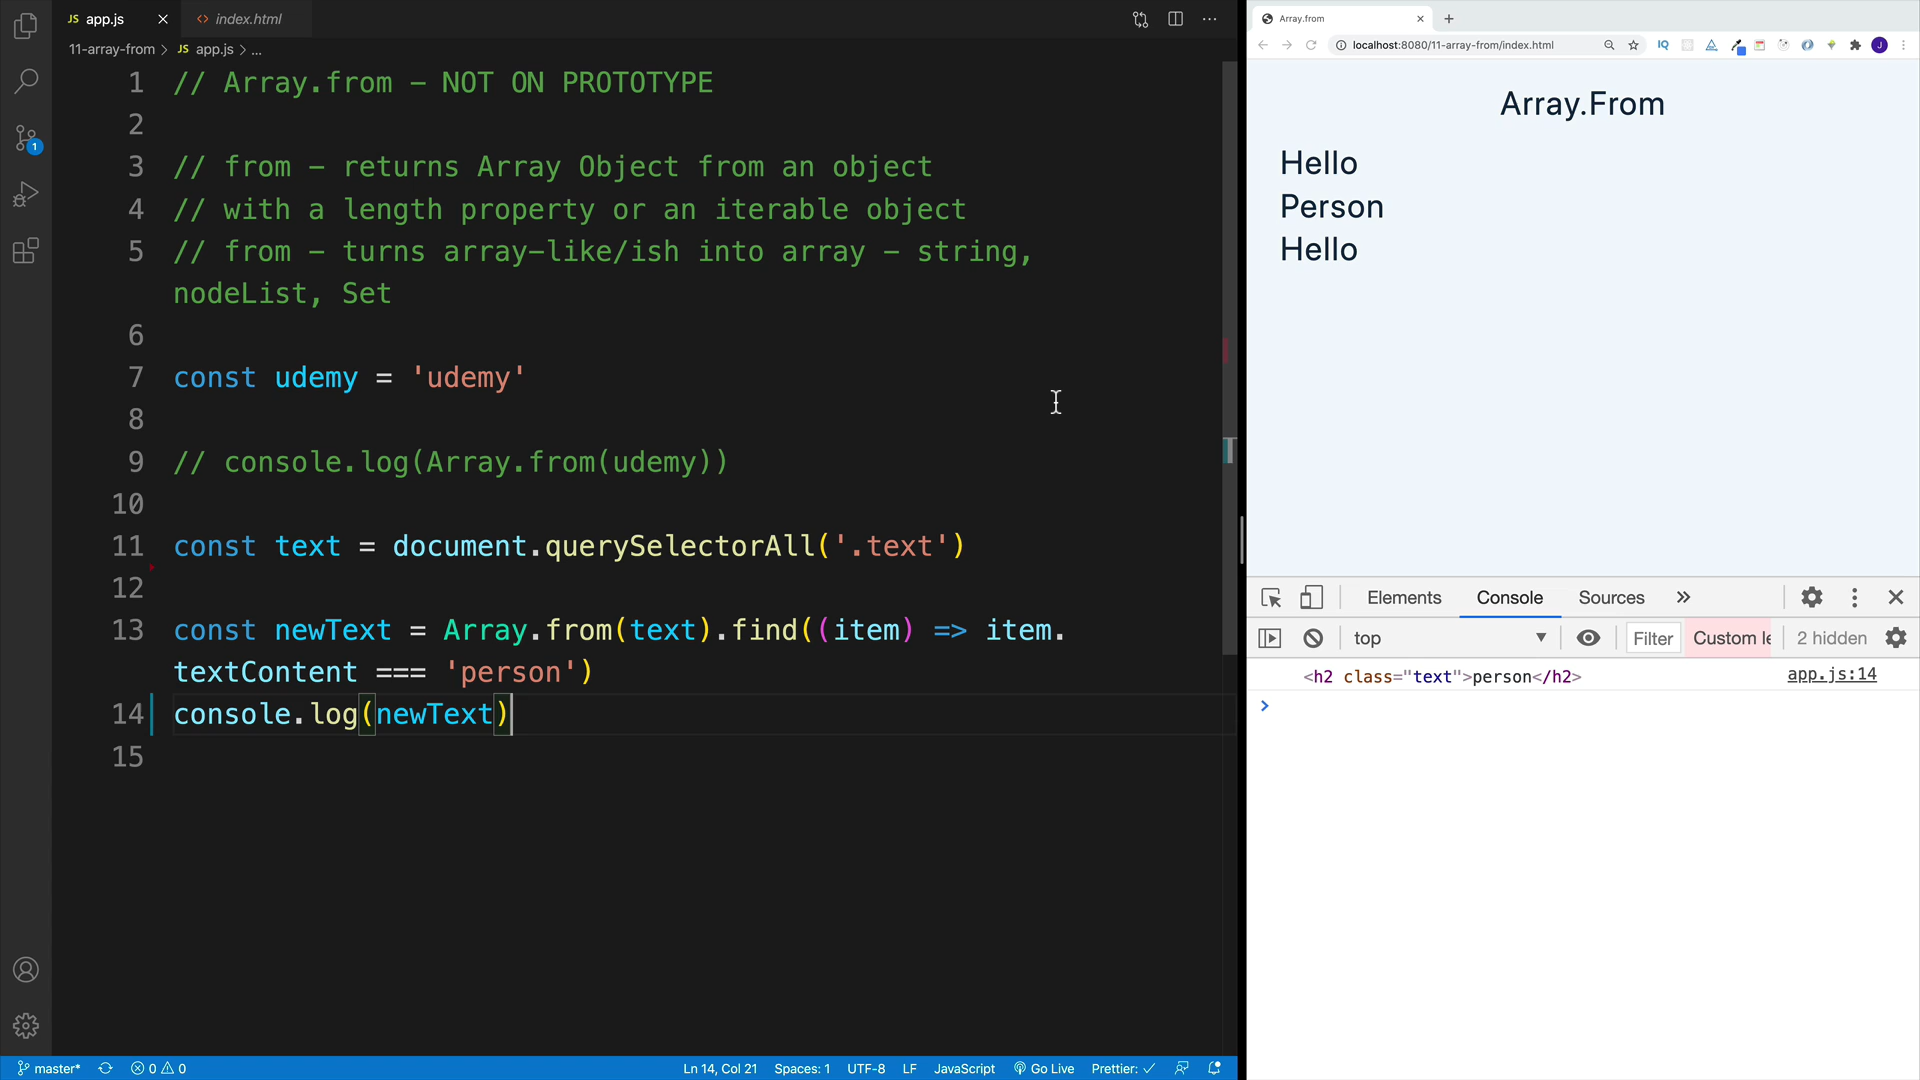 JS app.js
<> index.html
11-array-from > JS app.js > ...
1 // Array.from – NOT ON PROTOTYPE
2
3 // from – returns Array Object from an object
4 // with a length property or an iterable object
5 // from – turns array-like/ish into array – string,
nodeList, Set
6
7 const udemy = 'udemy'
8
9 // console.log(Array.from(udemy))
10
11 const text = document.querySelectorAll('.text')
12
13 const newText = Array.from(text).find((item) => item.
textContent === 'person')
14 console.log(newText)
15
1
master*
0 0
Ln 14, Col 21
Spaces: 1
UTF-8
LF
JavaScript
Go Live
Prettier: ✓
Array.from
localhost:8080/11-array-from/index.html
IQ
J
Array.From
Hello
Person
Hello
Elements Console Sources »
top
Filter
Custom le
2 hidden
<h2 class="text">person</h2>
app.js:14
>